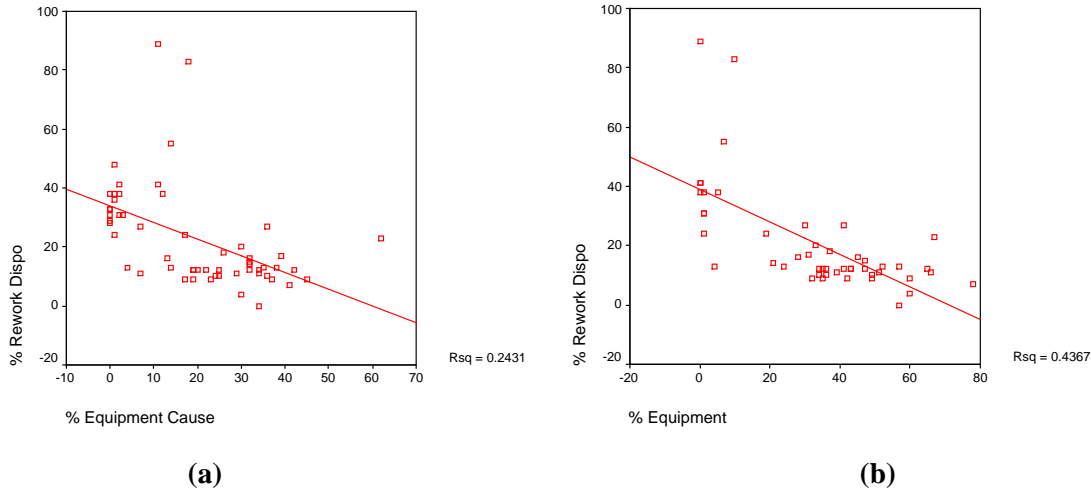 100
80
60
40
20
0
-20
% Rework Dispo
-10 0 10 20 30 40 50 60 70
% Equipment Cause
Rsq = 0.2431
(a)
100
80
60
40
20
0
-20
% Rework Dispo
-20 0 20 40 60 80
% Equipment
Rsq = 0.4367
(b)